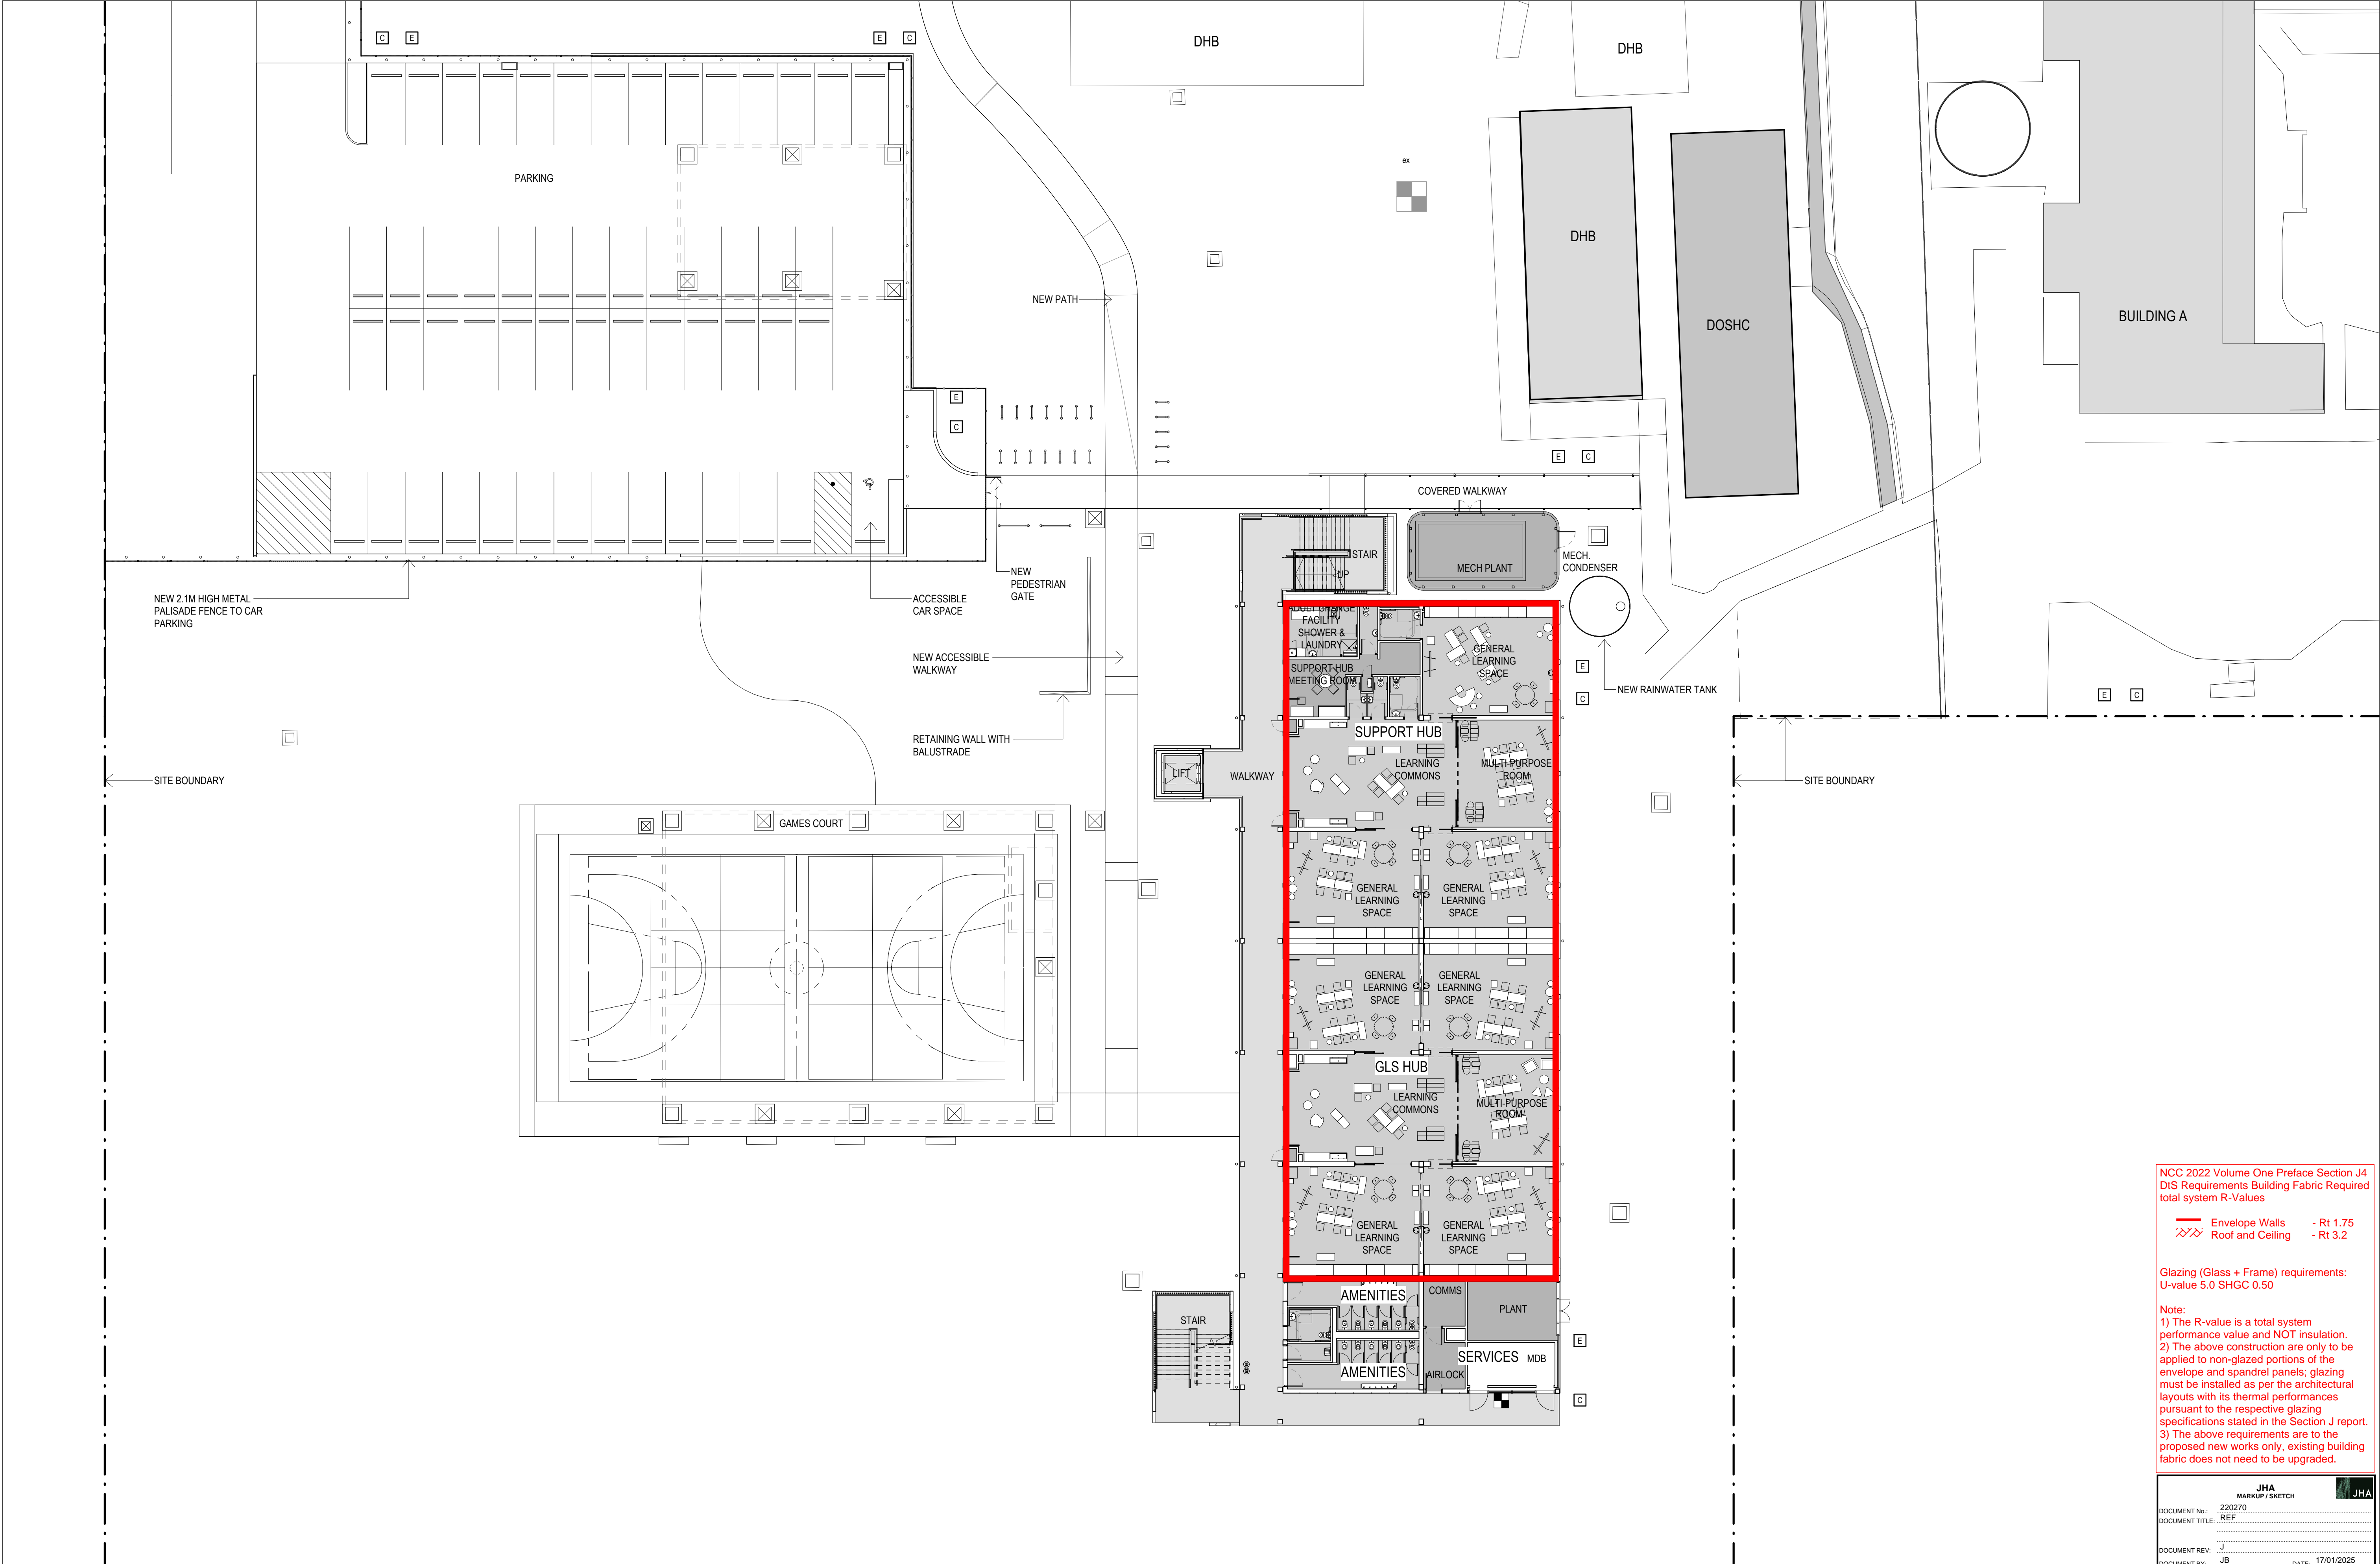 C E E C
DHB
DHB
PARKING
ex
DHB
DOSHC
BUILDING A
NEW PATH
E
C
E C
COVERED WALKWAY
STAIR
UP
MECH PLANT
MECH.
CONDENSER
NEW
PEDESTRIAN
GATE
NEW 2.1M HIGH METAL
PALISADE FENCE TO CAR
PARKING
ACCESSIBLE
CAR SPACE
ADULT CHANGE
FACILITY
SHOWER &
LAUNDRY
GENERAL
LEARNING
SPACE
NEW ACCESSIBLE
WALKWAY
SUPPORT HUB
MEETING ROOM
E
C
NEW RAINWATER TANK
E C
RETAINING WALL WITH
BALUSTRADE
SUPPORT HUB
SITE BOUNDARY
LIFT
WALKWAY
LEARNING
COMMONS
MULTI-PURPOSE
ROOM
SITE BOUNDARY
GAMES COURT
GENERAL
LEARNING
SPACE
GENERAL
LEARNING
SPACE
GENERAL
LEARNING
SPACE
GENERAL
LEARNING
SPACE
GLS HUB
LEARNING
COMMONS
MULTI-PURPOSE
ROOM
GENERAL
LEARNING
SPACE
GENERAL
LEARNING
SPACE
AMENITIES
COMMS
PLANT
STAIR
E
SERVICES MDB
AMENITIES
AIRLOCK
C
NCC 2022 Volume One Preface Section J4
DtS Requirements Building Fabric Required
total system R-Values
Envelope Walls - Rt 1.75
Roof and Ceiling - Rt 3.2
Glazing (Glass + Frame) requirements:
U-value 5.0 SHGC 0.50
Note:
1) The R-value is a total system
performance value and NOT insulation.
2) The above construction are only to be
applied to non-glazed portions of the
envelope and spandrel panels; glazing
must be installed as per the architectural
layouts with its thermal performances
pursuant to the respective glazing
specifications stated in the Section J report.
3) The above requirements are to the
proposed new works only, existing building
fabric does not need to be upgraded.
JHA
MARKUP / SKETCH
JHA
DOCUMENT No.: 220270
DOCUMENT TITLE: REF
DOCUMENT REV: J
DOCUMENT BY: JB DATE: 17/01/2025